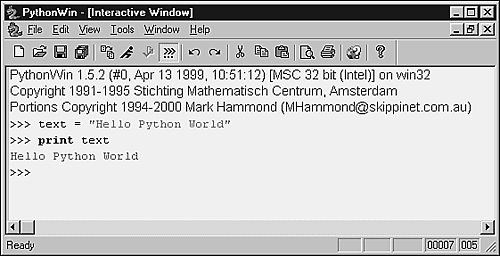 PythonWin - [Interactive Window]
File Edit View Tools Window Help
PythonWin 1.5.2 (#0, Apr 13 1999, 10:51:12) [MSC 32 bit (Intel)] on win32
Copyright 1991-1995 Stichting Mathematisch Centrum, Amsterdam
Portions Copyright 1994-2000 Mark Hammond (MHammond@skippinet.com.au)
>>> text = "Hello Python World"
>>> print text
Hello Python World
>>>
Ready 00007 005